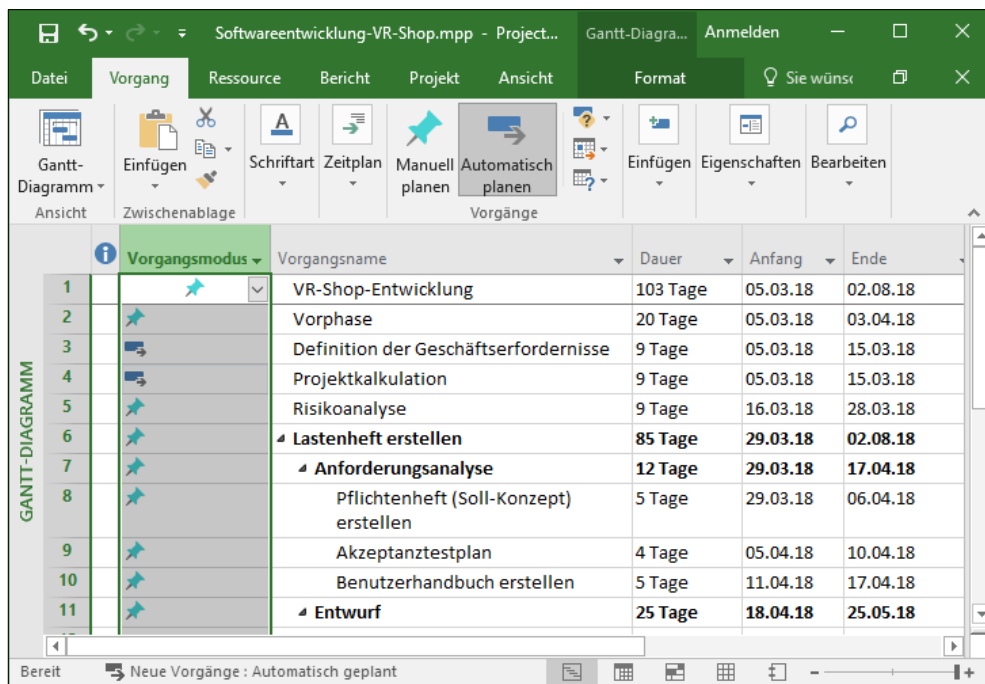 Softwareentwicklung-VR-Shop.mpp - Project...
Gantt-Diagra...
Anmelden
Datei Vorgang Ressource Bericht Projekt Ansicht Format Sie wünsc
Gantt-
Diagramm
Einfügen
Schriftart
Zeitplan
Manuell
planen
Automatisch
planen
Einfügen
Eigenschaften
Bearbeiten
Ansicht Zwischenablage Vorgänge
Vorgangsmodus Vorgangsname Dauer Anfang Ende
GANTT-DIAGRAMM
1 VR-Shop-Entwicklung 103 Tage 05.03.18 02.08.18
2 Vorphase 20 Tage 05.03.18 03.04.18
3 Definition der Geschäftserfordernisse 9 Tage 05.03.18 15.03.18
4 Projektkalkulation 9 Tage 05.03.18 15.03.18
5 Risikoanalyse 9 Tage 16.03.18 28.03.18
6 Lastenheft erstellen 85 Tage 29.03.18 02.08.18
7 Anforderungsanalyse 12 Tage 29.03.18 17.04.18
8 Pflichtenheft (Soll-Konzept) 5 Tage 29.03.18 06.04.18
erstellen
9 Akzeptanztestplan 4 Tage 05.04.18 10.04.18
10 Benutzerhandbuch erstellen 5 Tage 11.04.18 17.04.18
11 Entwurf 25 Tage 18.04.18 25.05.18
Bereit Neue Vorgänge : Automatisch geplant